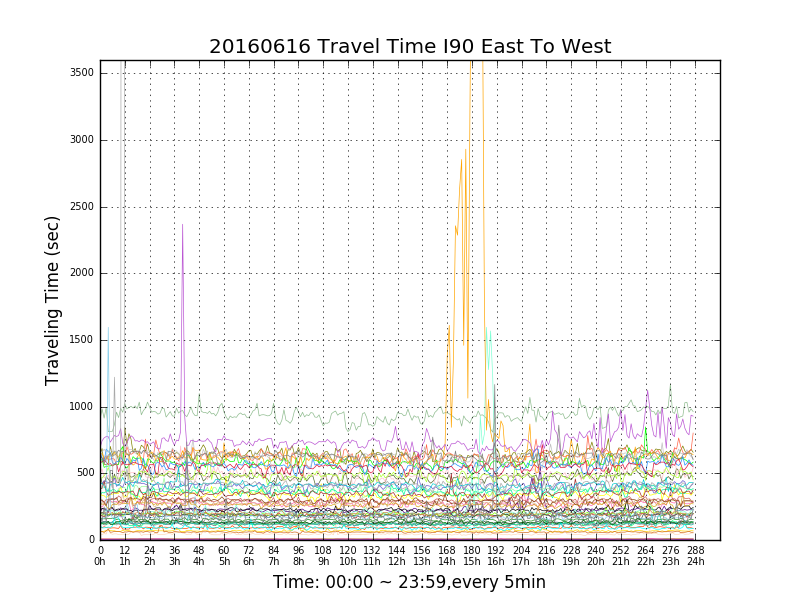 20160616 Travel Time I90 East To West
Traveling Time (sec)
3500
3000
2500
2000
1500
1000
500
0
0 12 24 36 48 60 72 84 96 108 120 132 144 156 168 180 192 204 216 228 240 252 264 276 288
0h 1h 2h 3h 4h 5h 6h 7h 8h 9h 10h 11h 12h 13h 14h 15h 16h 17h 18h 19h 20h 21h 22h 23h 24h
Time: 00:00 ~ 23:59,every 5min